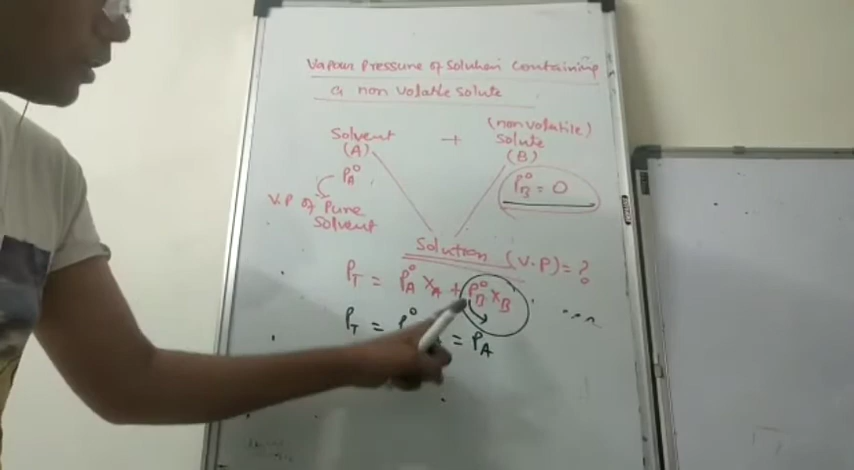 Vapour Pressure of Solution Containing
a non Volatile Solute
Solvent + (non volatile) Solute
(A) (B)
P°A P°B = 0
V.P of Pure
Solvent
Solution (V.P) = ?
PT = P°A XA + P°B XB
PT = P° = PA